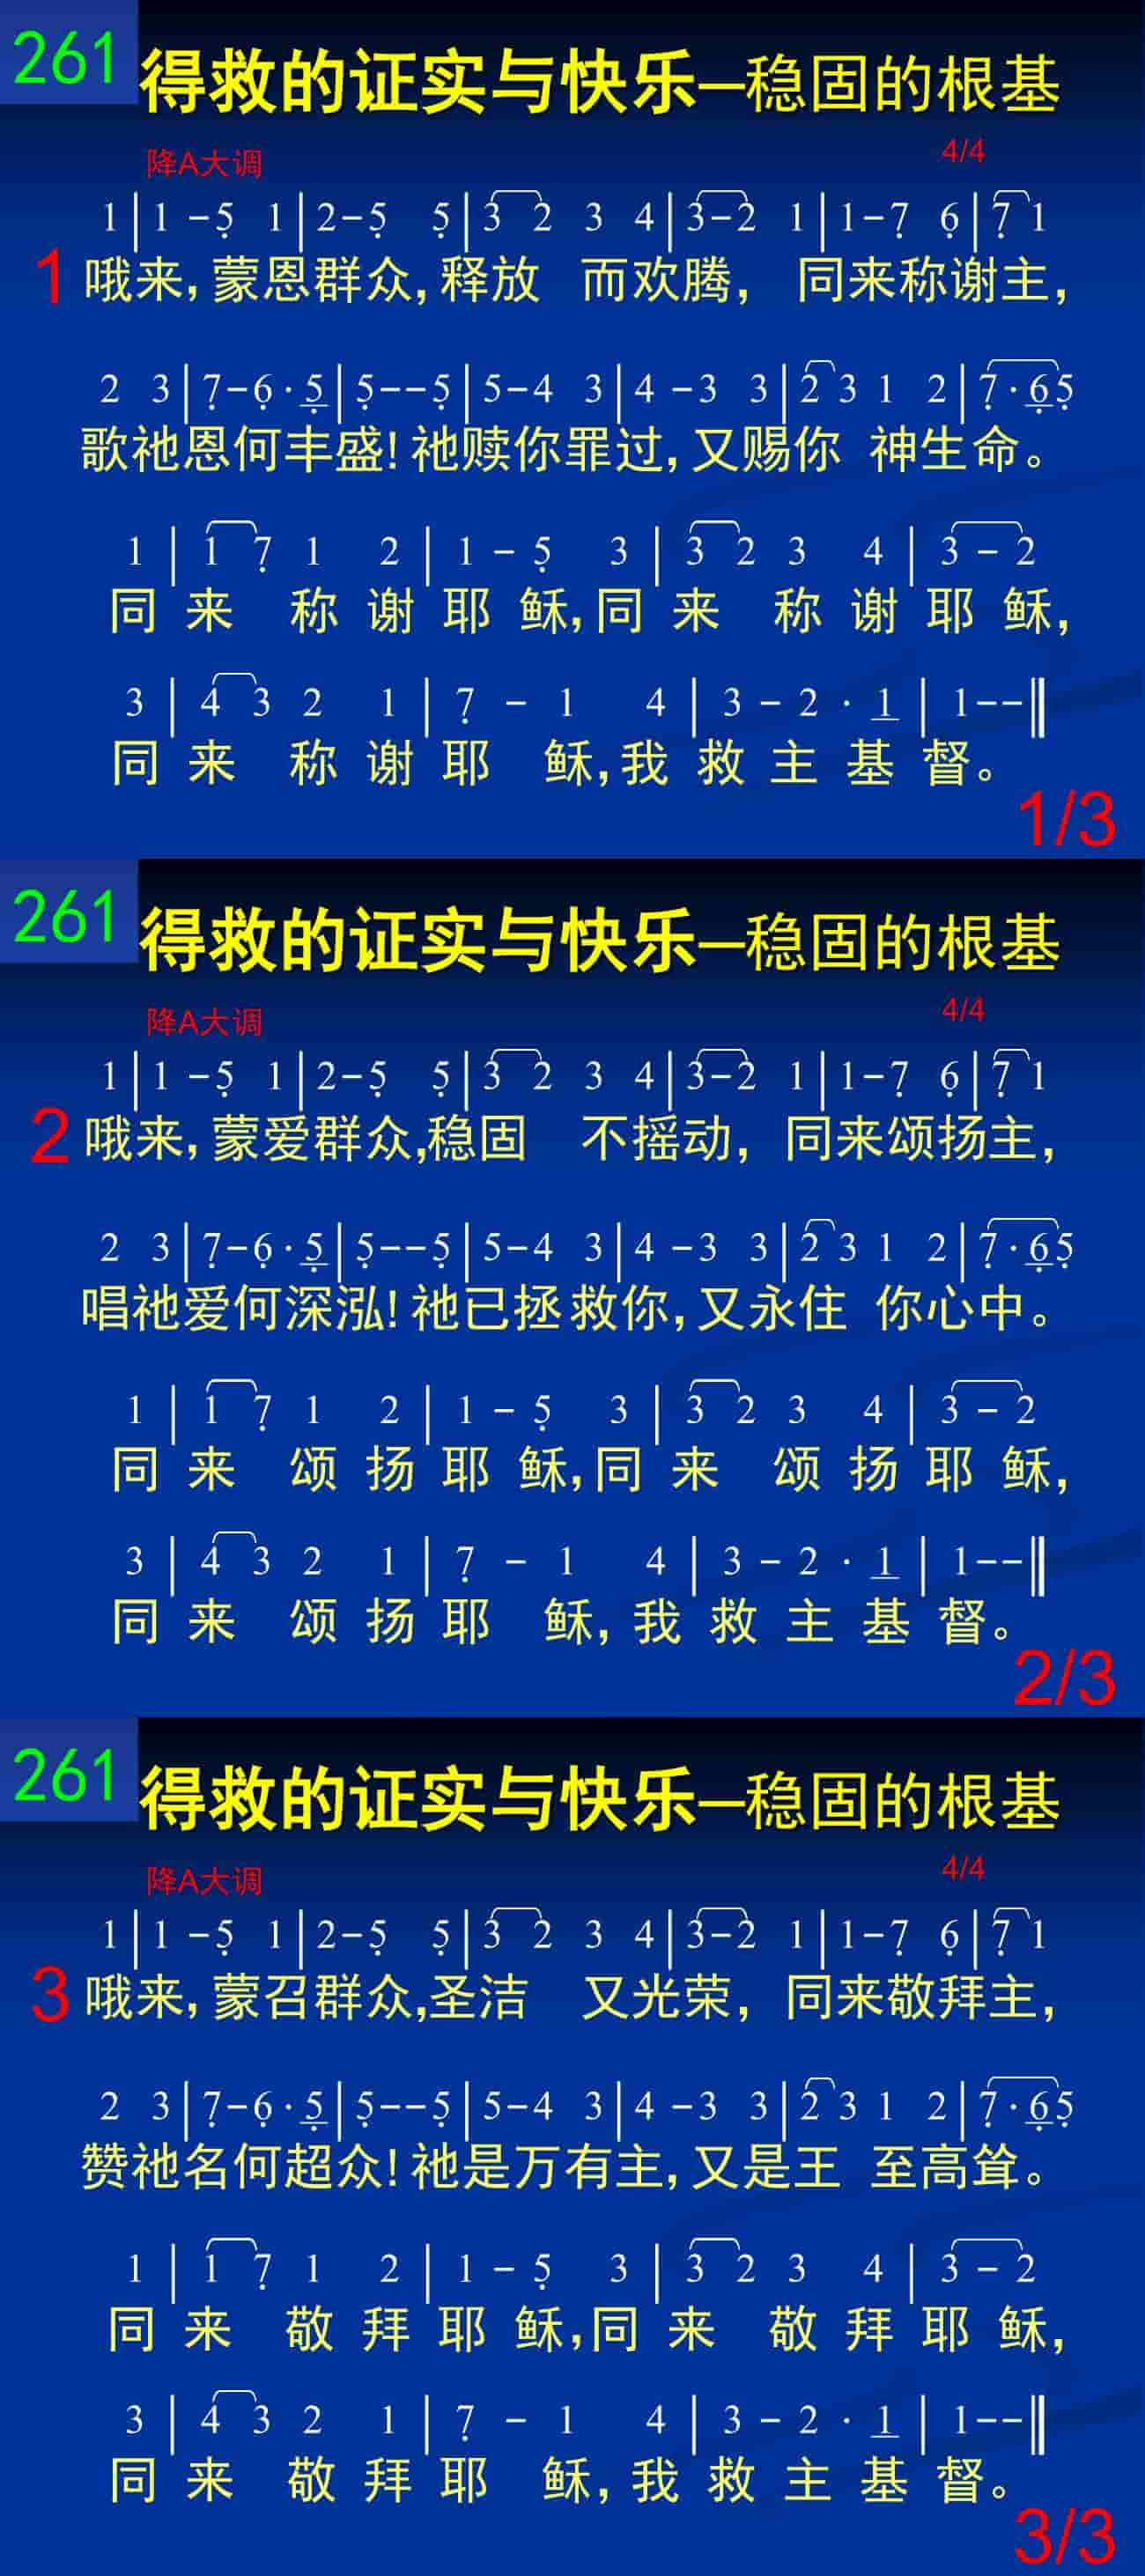 261
得救的证实与快乐—稳固的根基
降A大调 4/4
1|1 -5̣ 1|2-5̣ 5̣|3 2 3 4|3-2 1|1-7̣ 6̣|7̣ 1
1 哦来,蒙恩群众,释放 而欢腾, 同来称谢主,
2 3|7̣-6̣·5̣|5̣--5̣|5-4 3|4 -3 3|2 3 1 2|7̣·6̣5̣
歌祂恩何丰盛!祂赎你罪过,又赐你 神生命。
1 | 1 7̣ 1 2 | 1 - 5̣ 3 | 3 2 3 4 | 3 - 2
同 来 称 谢 耶 稣,同 来 称 谢 耶 稣,
3 | 4 3 2 1 | 7̣ - 1 4 | 3 - 2 · 1 | 1--‖
同 来 称 谢 耶 稣,我 救 主 基 督。
1/3
261
得救的证实与快乐—稳固的根基
降A大调 4/4
1|1 -5̣ 1|2-5̣ 5̣|3 2 3 4|3-2 1|1-7̣ 6̣|7̣ 1
2 哦来,蒙爱群众,稳固 不摇动, 同来颂扬主,
2 3|7̣-6̣·5̣|5̣--5̣|5-4 3|4 -3 3|2 3 1 2|7̣·6̣5̣
唱祂爱何深泓!祂已拯救你,又永住 你心中。
1 | 1 7̣ 1 2 | 1 - 5̣ 3 | 3 2 3 4 | 3 - 2
同 来 颂 扬 耶 稣,同 来 颂 扬 耶 稣,
3 | 4 3 2 1 | 7̣ - 1 4 | 3 - 2 · 1 | 1--‖
同 来 颂 扬 耶 稣,我 救 主 基 督。
2/3
261
得救的证实与快乐—稳固的根基
降A大调 4/4
1|1 -5̣ 1|2-5̣ 5̣|3 2 3 4|3-2 1|1-7̣ 6̣|7̣ 1
3 哦来,蒙召群众,圣洁 又光荣, 同来敬拜主,
2 3|7̣-6̣·5̣|5̣--5̣|5-4 3|4 -3 3|2 3 1 2|7̣·6̣5̣
赞祂名何超众!祂是万有主,又是王 至高耸。
1 | 1 7̣ 1 2 | 1 - 5̣ 3 | 3 2 3 4 | 3 - 2
同 来 敬 拜 耶 稣,同 来 敬 拜 耶 稣,
3 | 4 3 2 1 | 7̣ - 1 4 | 3 - 2 · 1 | 1--‖
同 来 敬 拜 耶 稣,我 救 主 基 督。
3/3